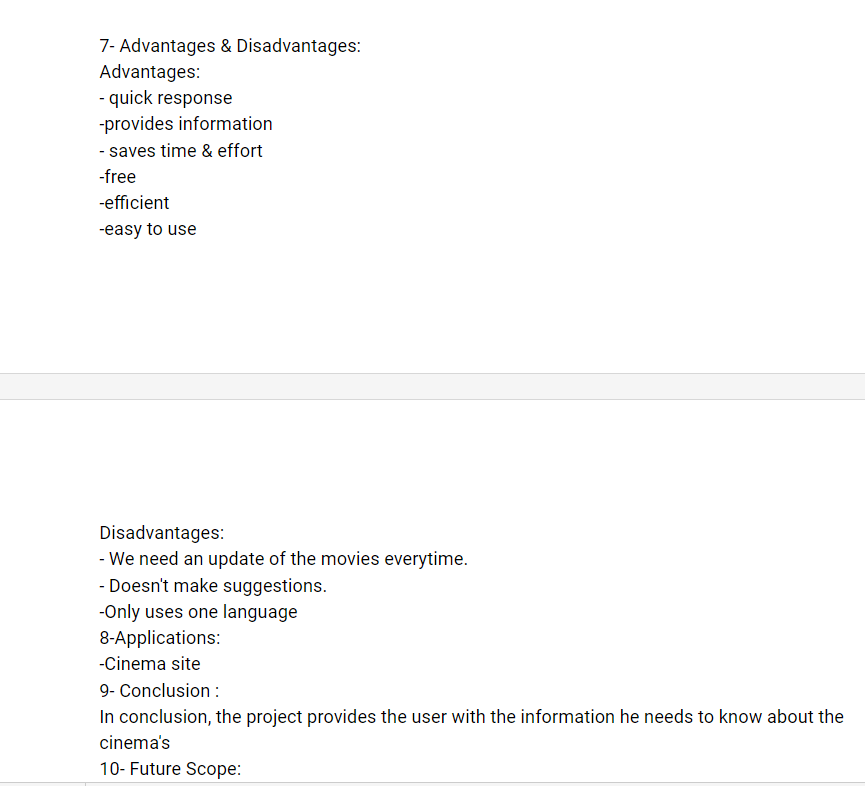 7- Advantages & Disadvantages:
Advantages:
- quick response
-provides information
- saves time & effort
-free
-efficient
-easy to use
Disadvantages:
- We need an update of the movies everytime.
- Doesn't make suggestions.
-Only uses one language
8-Applications:
-Cinema site
9- Conclusion :
In conclusion, the project provides the user with the information he needs to know about the
cinema's
10- Future Scope: